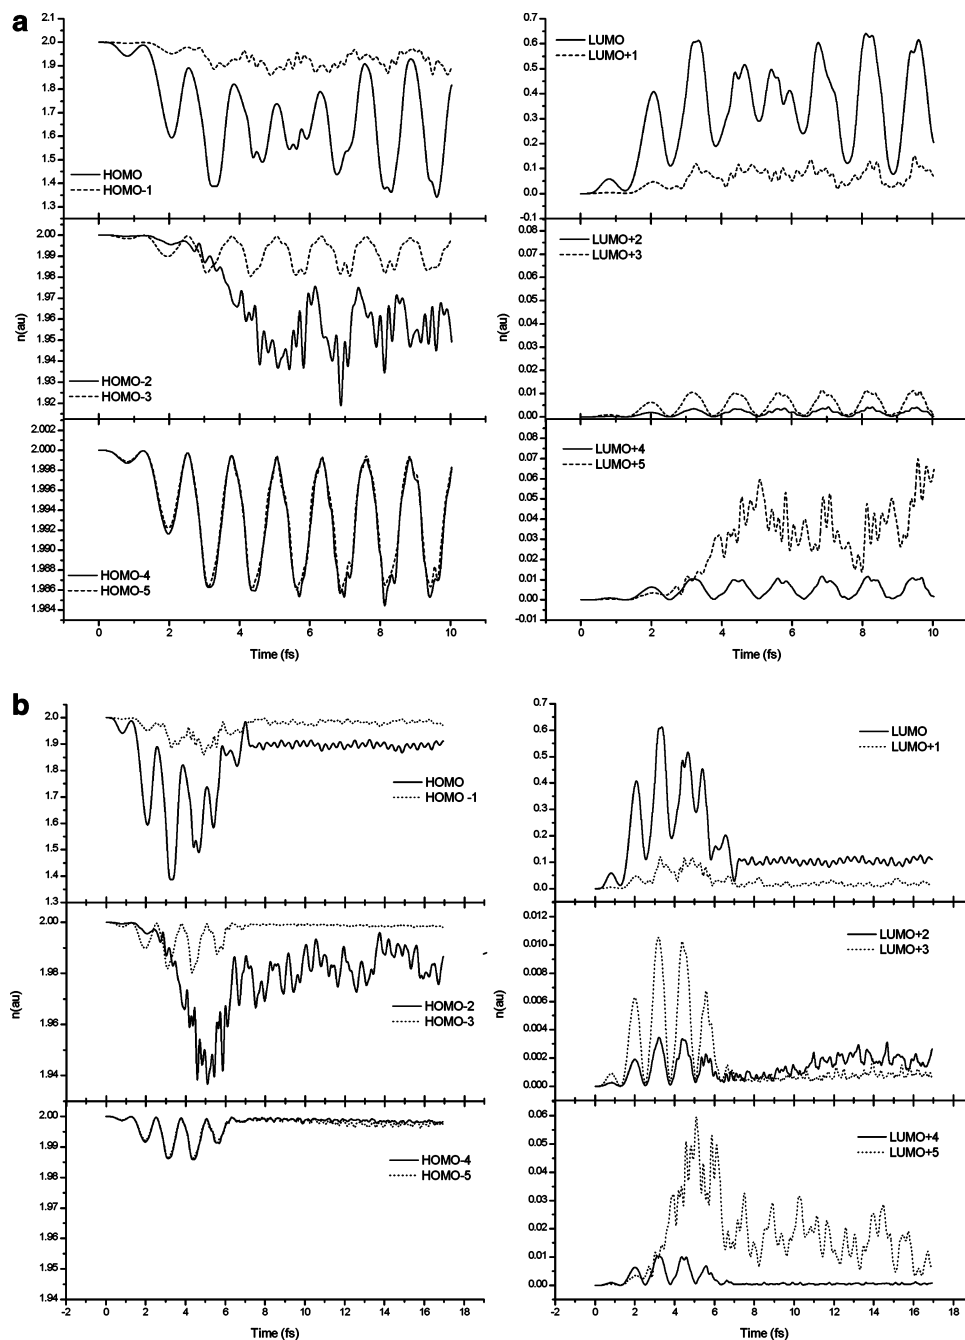 a
2.1
2.0
1.9
1.8
1.7
1.6
1.5
1.4
1.3
HOMO
HOMO-1
2.00
1.99
1.98
1.97
1.96
1.95
1.94
1.93
1.92
n(au)
HOMO-2
HOMO-3
2.002
2.000
1.998
1.996
1.994
1.992
1.990
1.988
1.986
1.984
HOMO-4
HOMO-5
0 2 4 6 8 10
Time (fs)
0.7
0.6
0.5
0.4
0.3
0.2
0.1
0.0
-0.1
LUMO
LUMO+1
0.08
0.07
0.06
0.05
0.04
0.03
0.02
0.01
0.00
n(au)
LUMO+2
LUMO+3
0.08
0.07
0.06
0.05
0.04
0.03
0.02
0.01
0.00
-0.01
LUMO+4
LUMO+5
0 2 4 6 8 10
Time (fs)
b
2.0
1.9
1.8
1.7
1.6
1.5
1.4
1.3
HOMO
HOMO -1
2.00
1.98
1.96
1.94
n(au)
HOMO-2
HOMO-3
2.00
1.99
1.98
1.97
1.96
1.95
1.94
HOMO-4
HOMO-5
-2 0 2 4 6 8 10 12 14 16 18
Time (fs)
0.7
0.6
0.5
0.4
0.3
0.2
0.1
0.0
LUMO
LUMO+1
0.012
0.010
0.008
0.006
0.004
0.002
0.000
n(au)
LUMO+2
LUMO+3
0.06
0.05
0.04
0.03
0.02
0.01
0.00
LUMO+4
LUMO+5
-2 0 2 4 6 8 10 12 14 16 18
Time (fs)